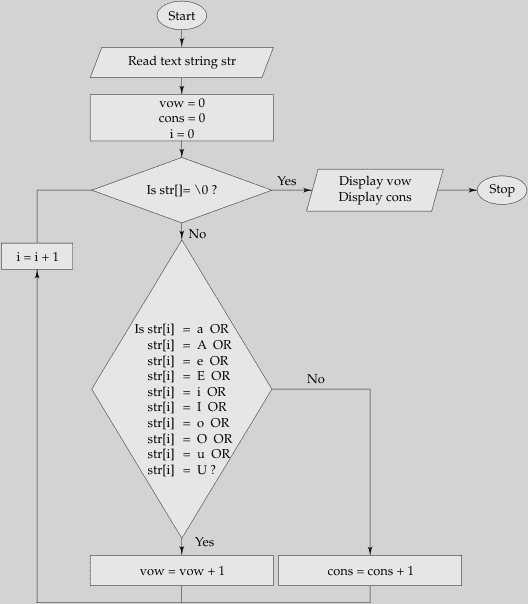 Start
Read text string str
vow = 0
cons = 0
i = 0
Is str[]= \0 ?
Yes
Display vow
Display cons
Stop
No
i = i + 1
Is str[i] = a OR
str[i] = A OR
str[i] = e OR
str[i] = E OR
str[i] = i OR
str[i] = I OR
str[i] = o OR
str[i] = O OR
str[i] = u OR
str[i] = U ?
No
Yes
vow = vow + 1
cons = cons + 1